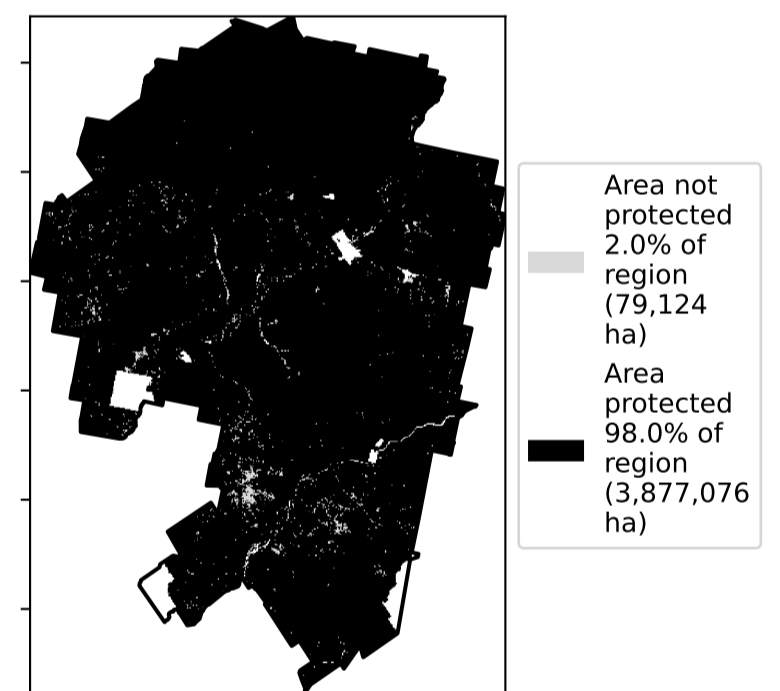 Area not
protected
2.0% of
region
(79,124
ha)
Area
protected
98.0% of
region
(3,877,076
ha)